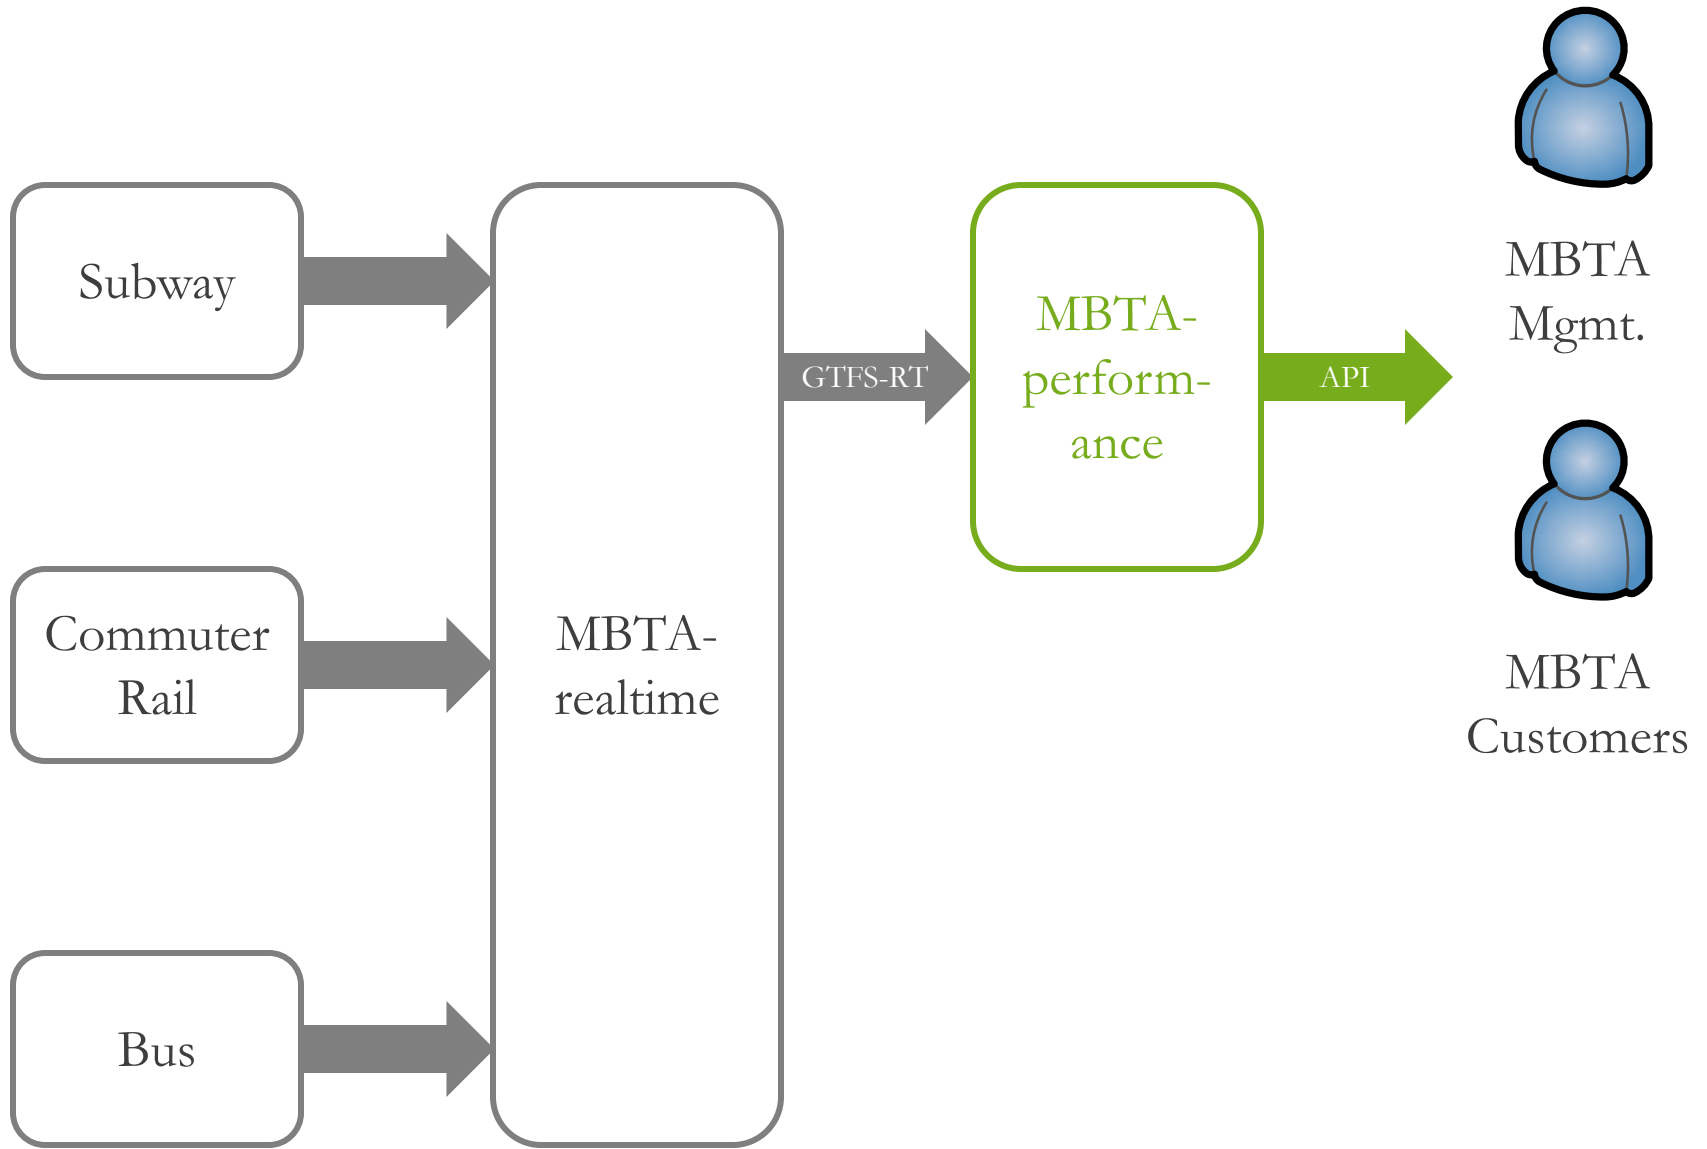 Subway
Commuter
Rail
Bus
MBTA-
realtime
GTFS-RT
MBTA-
perform-
ance
API
MBTA
Mgmt.
MBTA
Customers